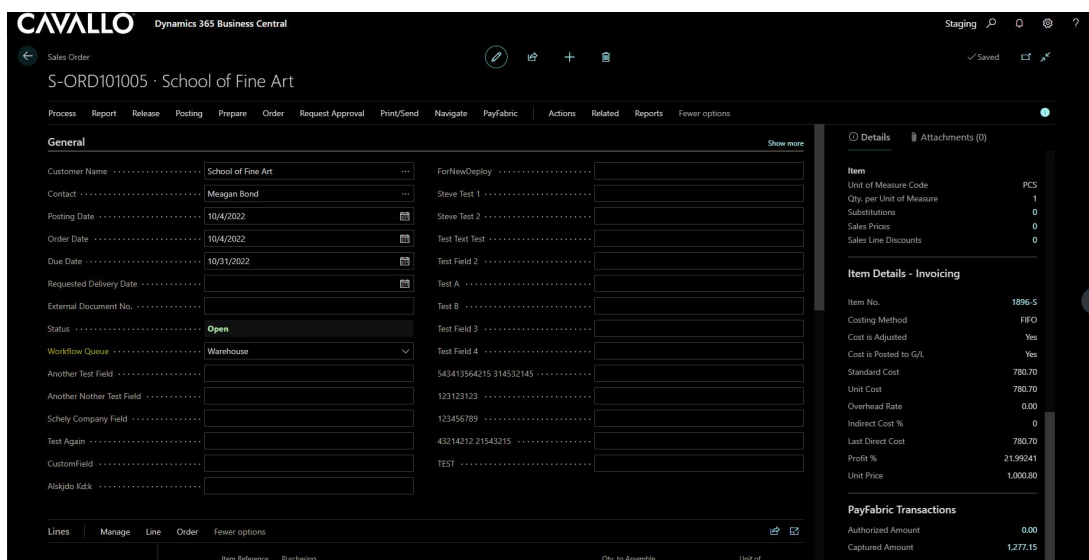 CAVALLO Dynamics 365 Business Central Staging ?
Sales Order Saved
S-ORD101005 · School of Fine Art
Process Report Release Posting Prepare Order Request Approval Print/Send Navigate PayFabric Actions Related Reports Fewer options
General Show more
Customer Name School of Fine Art ...
Contact Meagan Bond ...
Posting Date 10/4/2022
Order Date 10/4/2022
Due Date 10/31/2022
Requested Delivery Date
External Document No.
Status Open
Workflow Queue Warehouse
Another Test Field
Another Nother Test Field
Schely Company Field
Test Again
CustomField
Alskjdo Kd;k
ForNewDeploy
Steve Test 1
Steve Test 2
Test Text Test
Test Field 2
Test A
Test B
Test Field 3
Test Field 4
543413564215 314532145
123123123
123456789
43214212 21543215
TEST
Lines Manage Line Order Fewer options
Item Reference Purchasing Qty. to Assemble Unit of
Details Attachments (0)
Item
Unit of Measure Code PCS
Qty. per Unit of Measure 1
Substitutions 0
Sales Prices 0
Sales Line Discounts 0
Item Details - Invoicing
Item No. 1896-S
Costing Method FIFO
Cost is Adjusted Yes
Cost is Posted to G/L Yes
Standard Cost 780.70
Unit Cost 780.70
Overhead Rate 0.00
Indirect Cost % 0
Last Direct Cost 780.70
Profit % 21.99241
Unit Price 1,000.80
PayFabric Transactions
Authorized Amount 0.00
Captured Amount 1,277.15